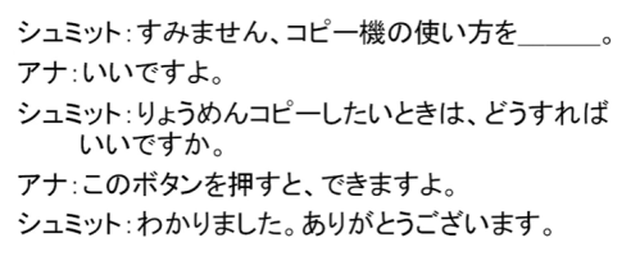 シュミット：すみません、コピー機の使い方を______。
アナ：いいですよ。
シュミット：りょうめんコピーしたいときは、どうすれば
いいですか。
アナ：このボタンを押すと、できますよ。
シュミット：わかりました。ありがとうございます。